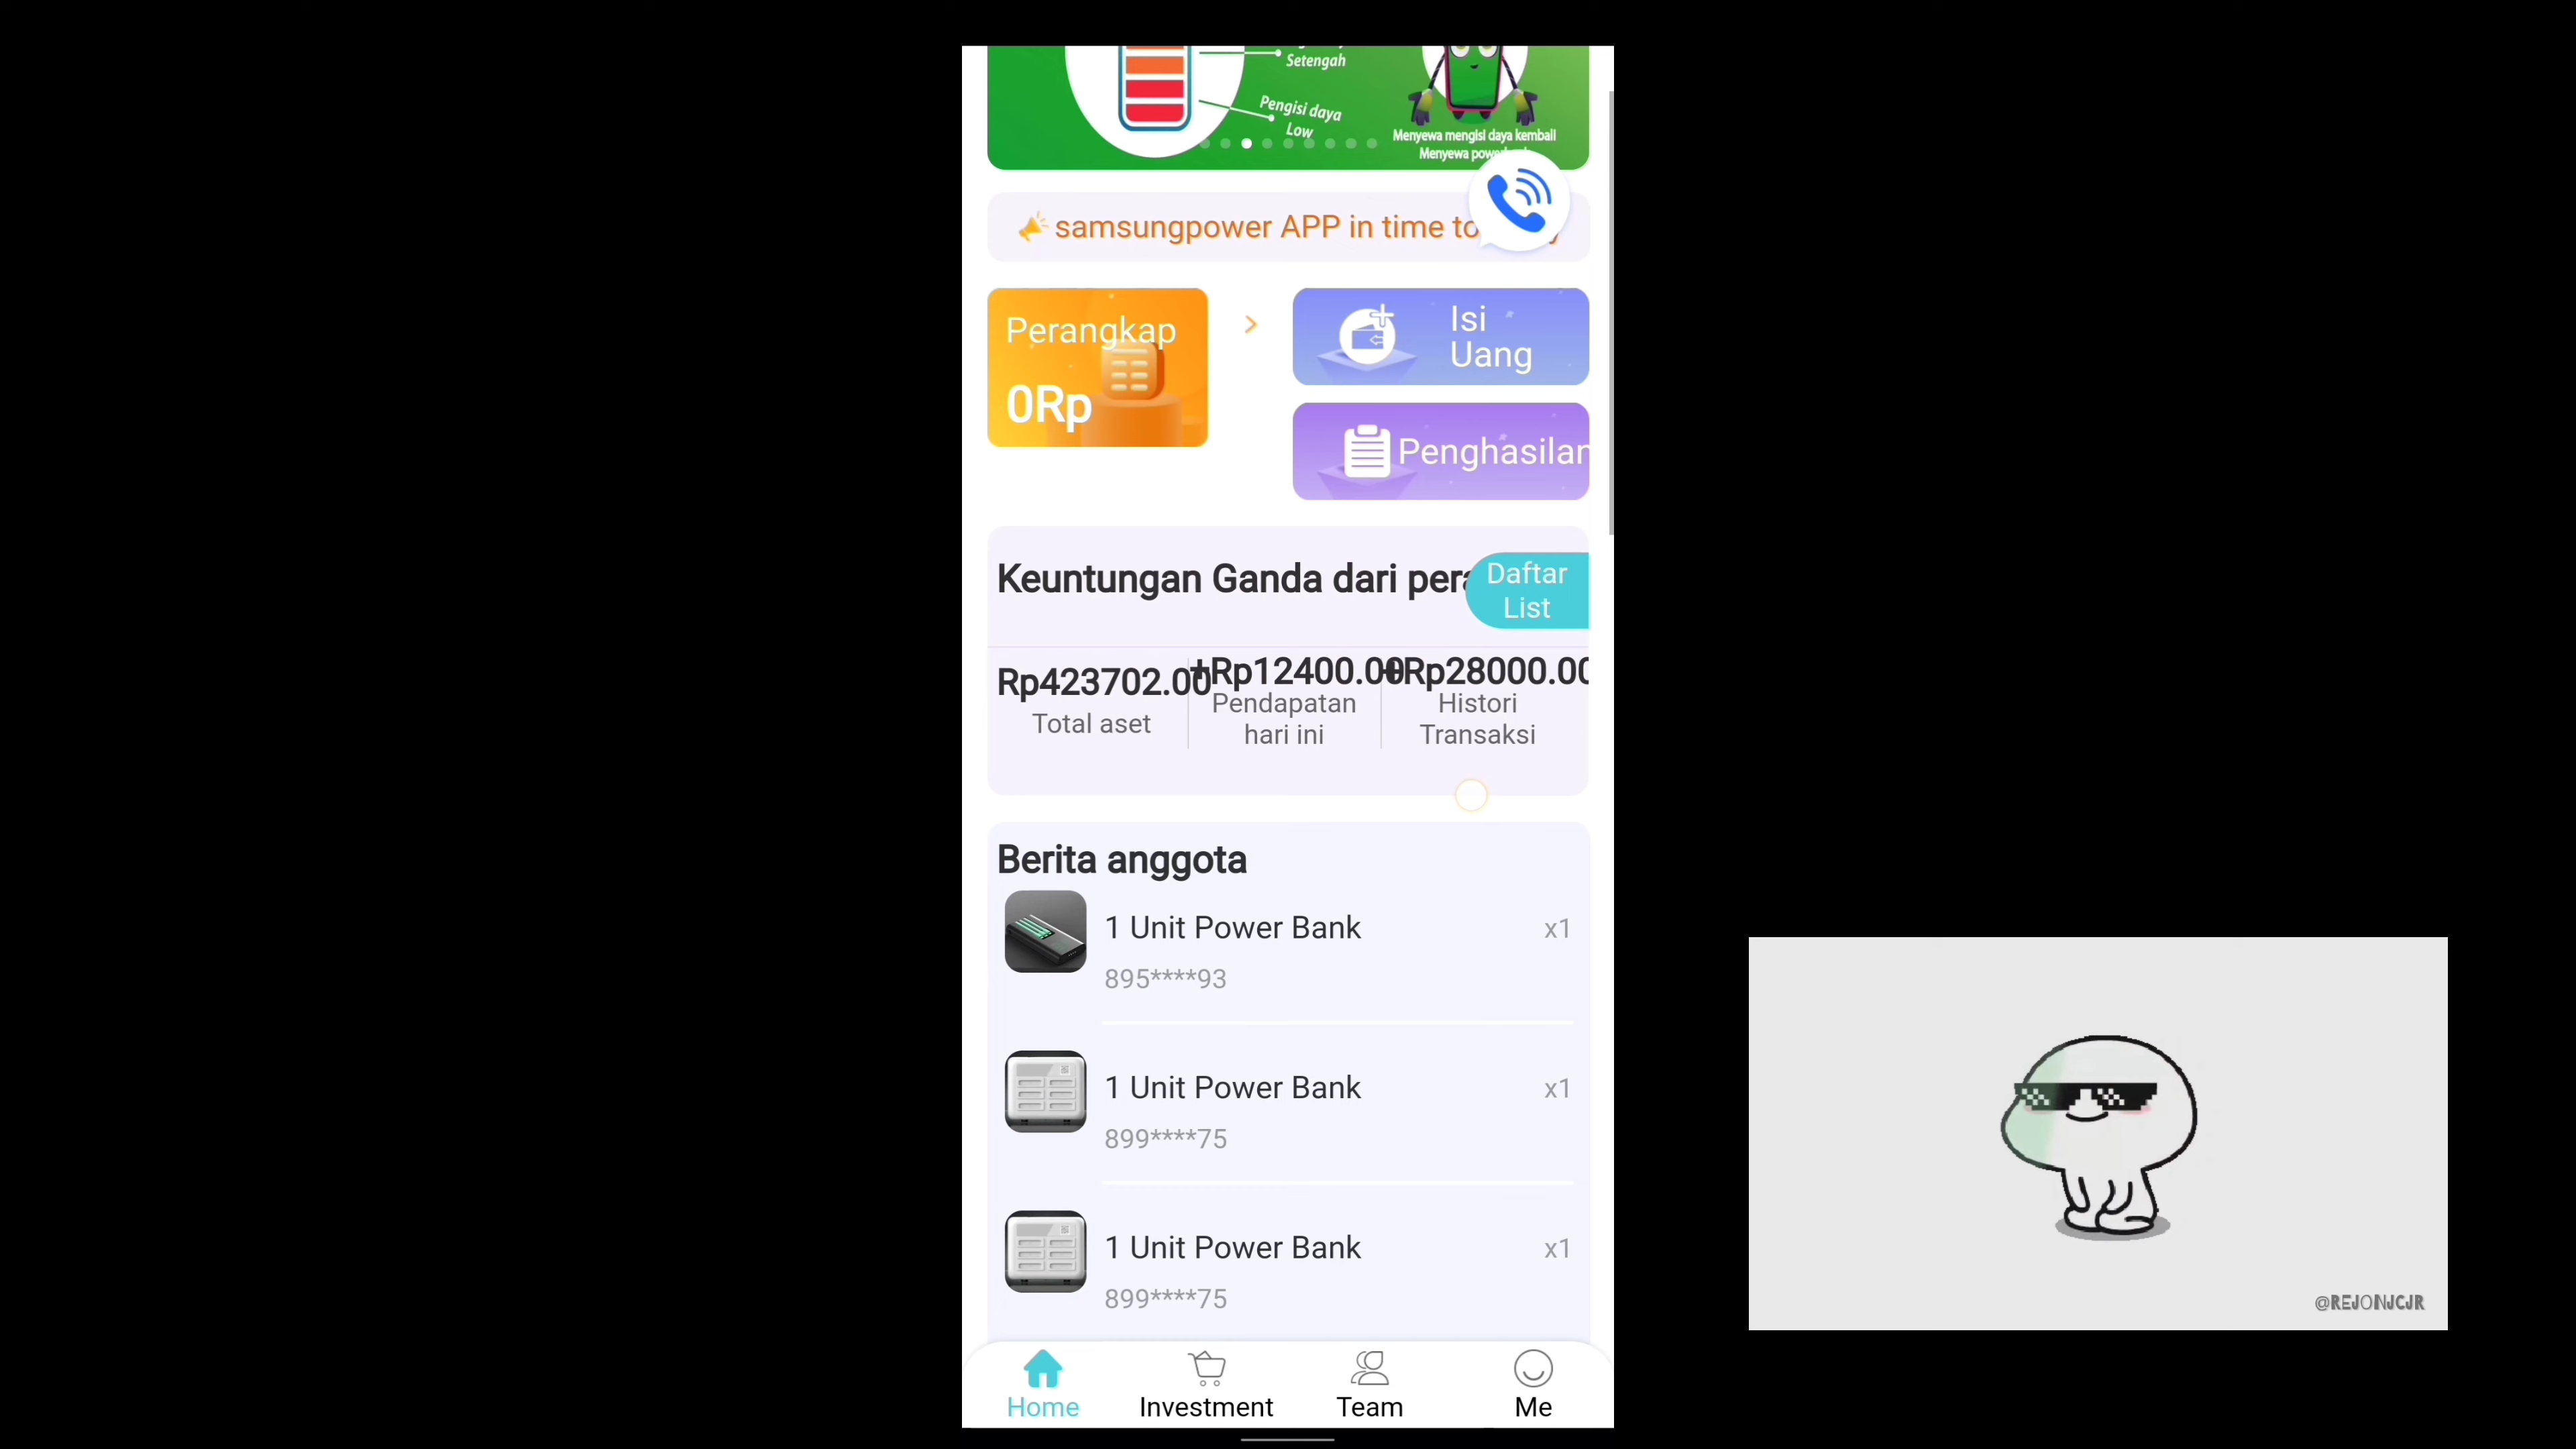 Setengah
Pengisi daya
Low
Menyewa mengisi daya kembali
Menyewa
samsungpower APP in time to
Perangkap
0Rp
Isi
Uang
Penghasilan
Keuntungan Ganda dari
Daftar
List
Rp423702.00
+Rp12400.00
+Rp28000.00
Total aset
Pendapatan
hari ini
Histori
Transaksi
Berita anggota
1 Unit Power Bank
x1
895****93
1 Unit Power Bank
x1
899****75
1 Unit Power Bank
x1
899****75
Home
Investment
Team
Me
@REJOINJCJR